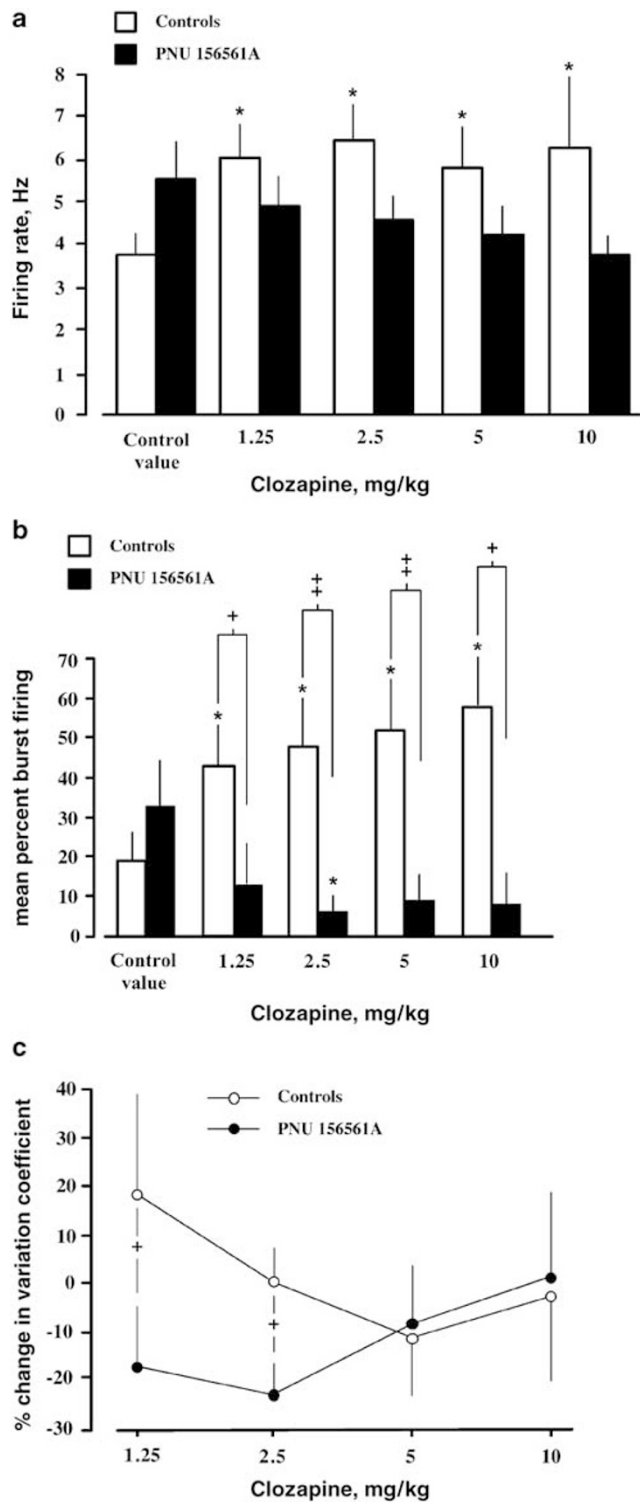 a
Controls
PNU 156561A
8
7
6
5
4
3
2
1
0
Firing rate, Hz
* * * *
Control value 1.25 2.5 5 10
Clozapine, mg/kg
b
Controls
PNU 156561A
70
60
50
40
30
20
10
0
mean percent burst firing
+ ++ ++ +
* * * * *
Control value 1.25 2.5 5 10
Clozapine, mg/kg
c
Controls
PNU 156561A
40
30
20
10
0
-10
-20
-30
% change in variation coefficient
+ +
1.25 2.5 5 10
Clozapine, mg/kg